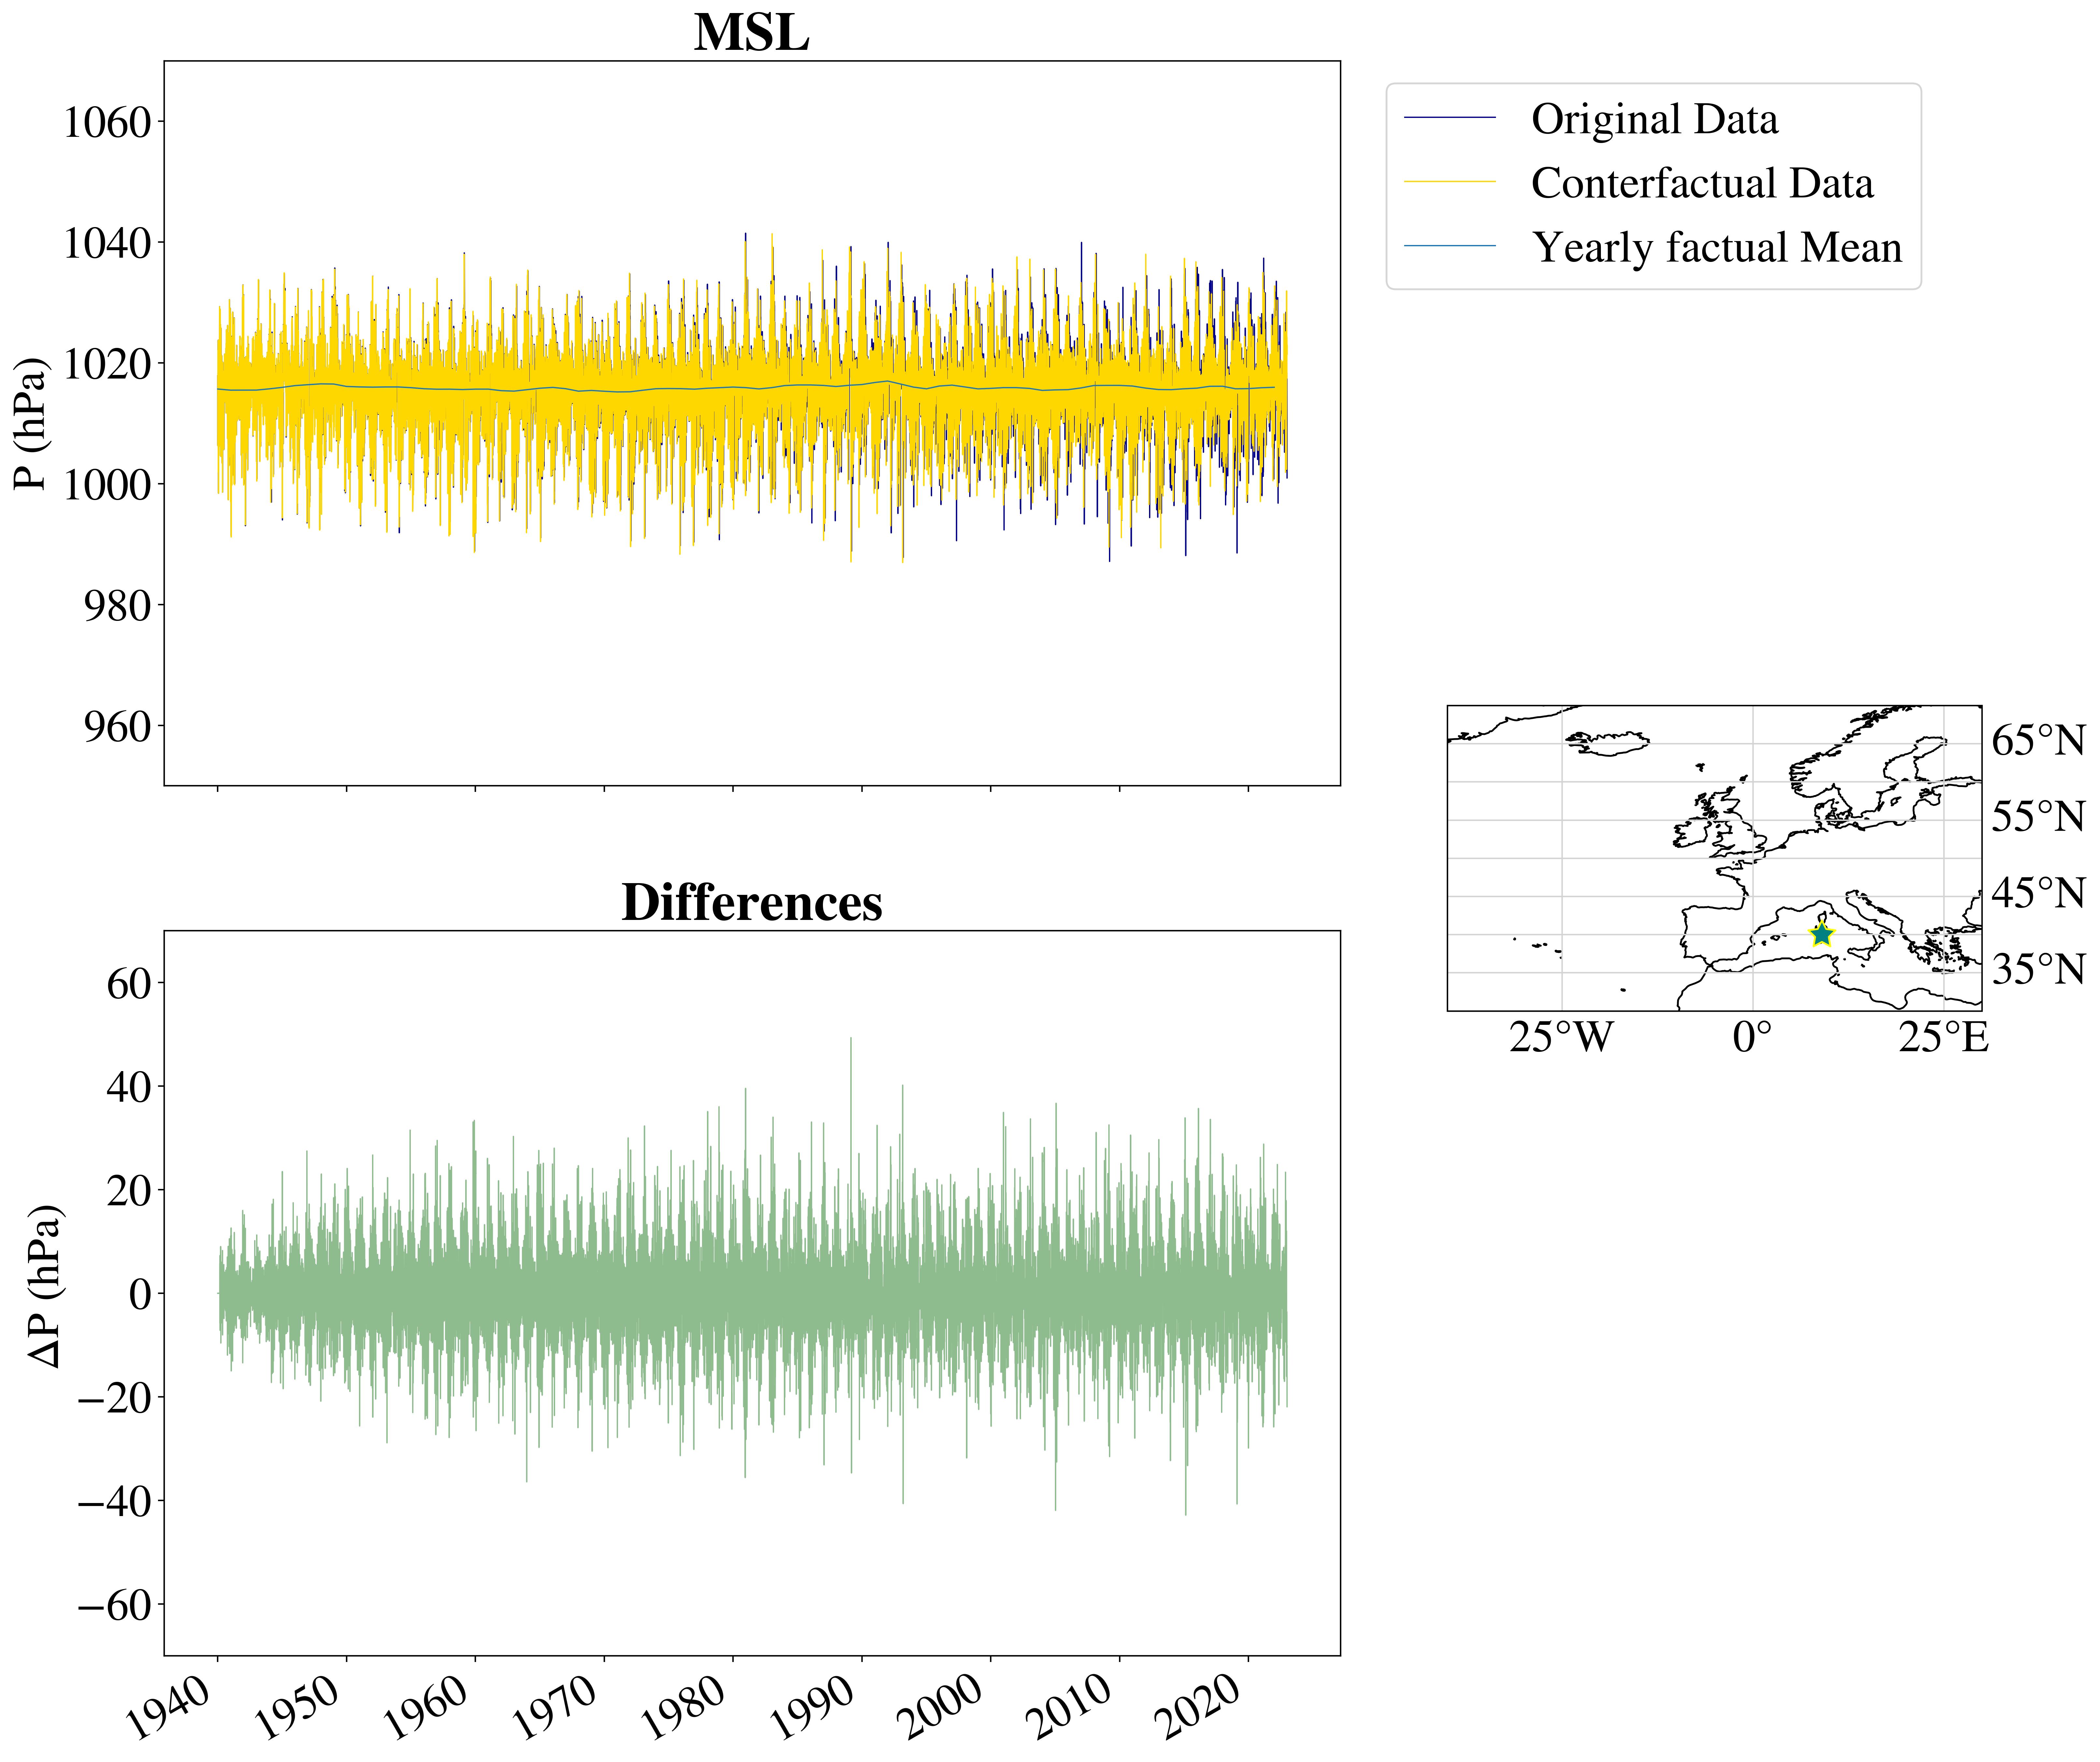 MSL
1060
1040
1020
1000
980
960
P (hPa)
Original Data
Conterfactual Data
Yearly factual Mean
65°N
55°N
45°N
35°N
25°W 0° 25°E
Differences
60
40
20
0
−20
−40
−60
ΔP (hPa)
1940 1950 1960 1970 1980 1990 2000 2010 2020